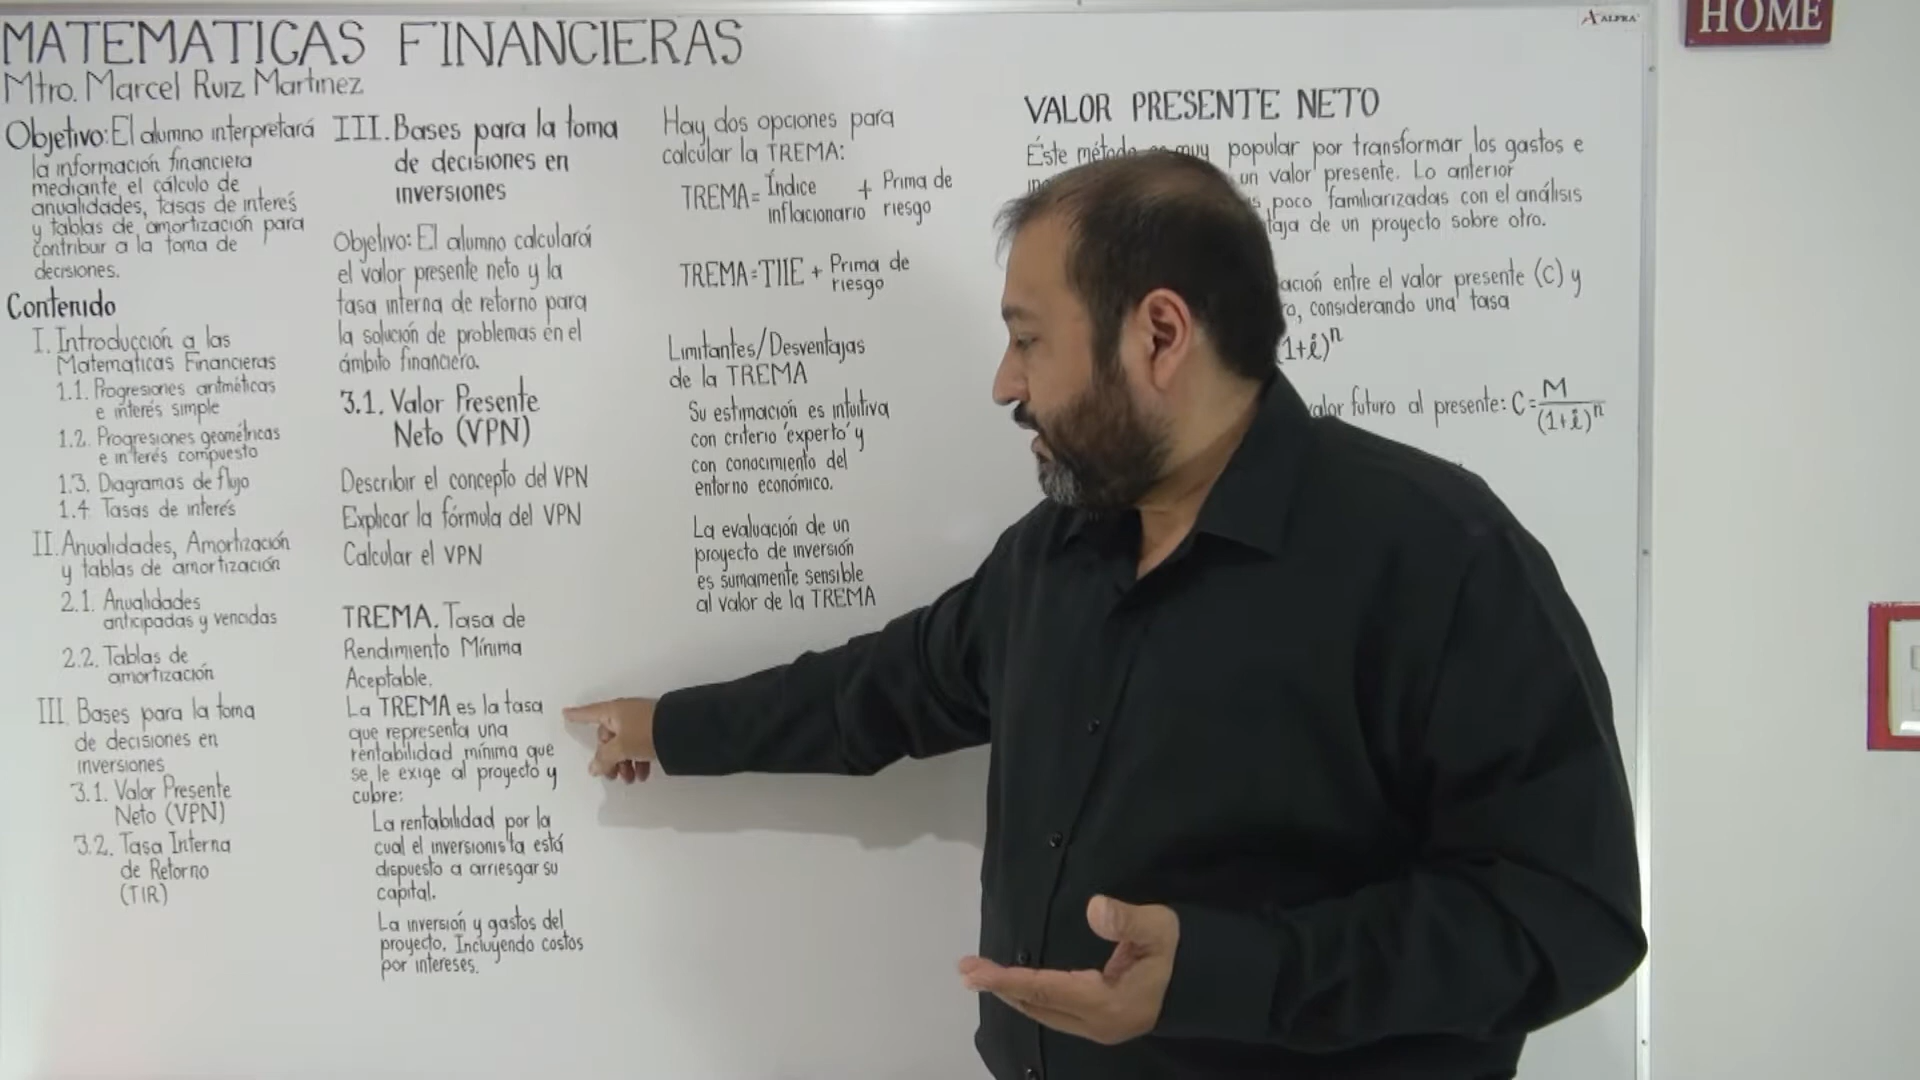 MATEMATICAS FINANCIERAS
Mtro. Marcel Ruiz Martinez
Objetivo: El alumno interpretará
la información financiera
mediante el cálculo de
anualidades, tasas de interés
y tablas de amortización para
contribuir a la toma de
decisiones.
Contenido
I. Introducción a las
Matematicas Financieras
1.1. Progresiones aritméticas
e interés simple
1.2. Progresiones geométricas
e interés compuesto
1.3. Diagramas de flujo
1.4 Tasas de interés
II. Anualidades, Amortización
y tablas de amortización
2.1. Anualidades
anticipadas y vencidas
2.2. Tablas de
amortización
III. Bases para la toma
de decisiones en
inversiones
3.1. Valor Presente
Neto (VPN)
3.2. Tasa Interna
de Retorno
(TIR)
III. Bases para la toma
de decisiones en
inversiones
Objetivo: El alumno calculará
el valor presente neto y la
tasa interna de retorno para
la solución de problemas en el
ámbito financiero.
3.1. Valor Presente
Neto (VPN)
Describir el concepto del VPN
Explicar la fórmula del VPN
Calcular el VPN
TREMA. Tasa de
Rendimiento Mínima
Aceptable.
La TREMA es la tasa
que representa una
rentabilidad mínima que
se le exige al proyecto y
cubre:
La rentabilidad por la
cual el inversionista está
dispuesto a arriesgar su
capital.
La inversión y gastos del
proyecto. Incluyendo costos
por intereses.
Hay dos opciones para
calcular la TREMA:
TREMA= Índice inflacionario + Prima de riesgo
TREMA=TIIE + Prima de riesgo
Limitantes/Desventajas
de la TREMA
Su estimación es intuitiva
con criterio 'experto' y
con conocimiento del
entorno económico.
La evaluación de un
proyecto de inversión
es sumamente sensible
al valor de la TREMA
VALOR PRESENTE NETO
Éste muy popular por transformar los gastos e
un valor presente. Lo anterior
poco familiarizadas con el análisis
de un proyecto sobre otro.
entre el valor presente (C) y
considerando una tasa
1+i)^n
futuro al presente: C=M/(1+i)^n
ALFRA
HOME